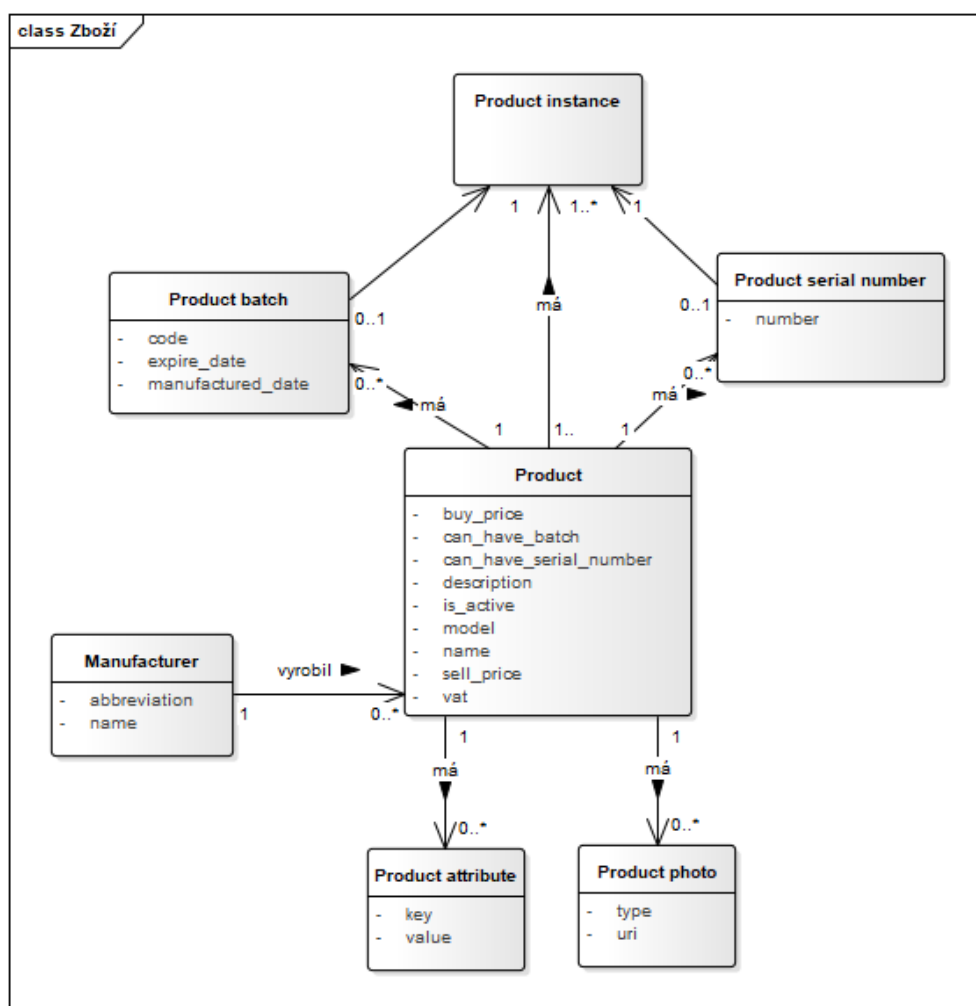 class Zboží
Product instance
1
1..*
1
Product batch
- code
- expire_date
- manufactured_date
0..1
0..*
má
Product serial number
- number
0..1
0..*
má
má
1
1..
1
Product
- buy_price
- can_have_batch
- can_have_serial_number
- description
- is_active
- model
- name
- sell_price
- vat
Manufacturer
- abbreviation
- name
vyrobil
1
0..*
1
má
0..*
1
má
0..*
Product attribute
- key
- value
Product photo
- type
- uri